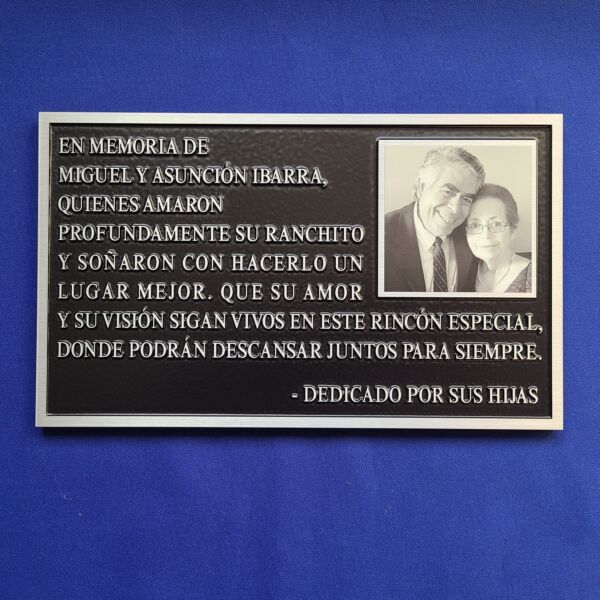 EN MEMORIA DE
MIGUEL Y ASUNCIÓN IBARRA,
QUIENES AMARON
PROFUNDAMENTE SU RANCHITO
Y SOÑARON CON HACERLO UN
LUGAR MEJOR. QUE SU AMOR
Y SU VISIÓN SIGAN VIVOS EN ESTE RINCÓN ESPECIAL,
DONDE PODRÁN DESCANSAR JUNTOS PARA SIEMPRE.
- DEDICADO POR SUS HIJAS